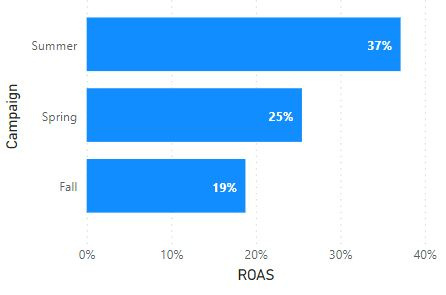 Campaign
Summer
37%
Spring
25%
Fall
19%
0% 10% 20% 30% 40%
ROAS